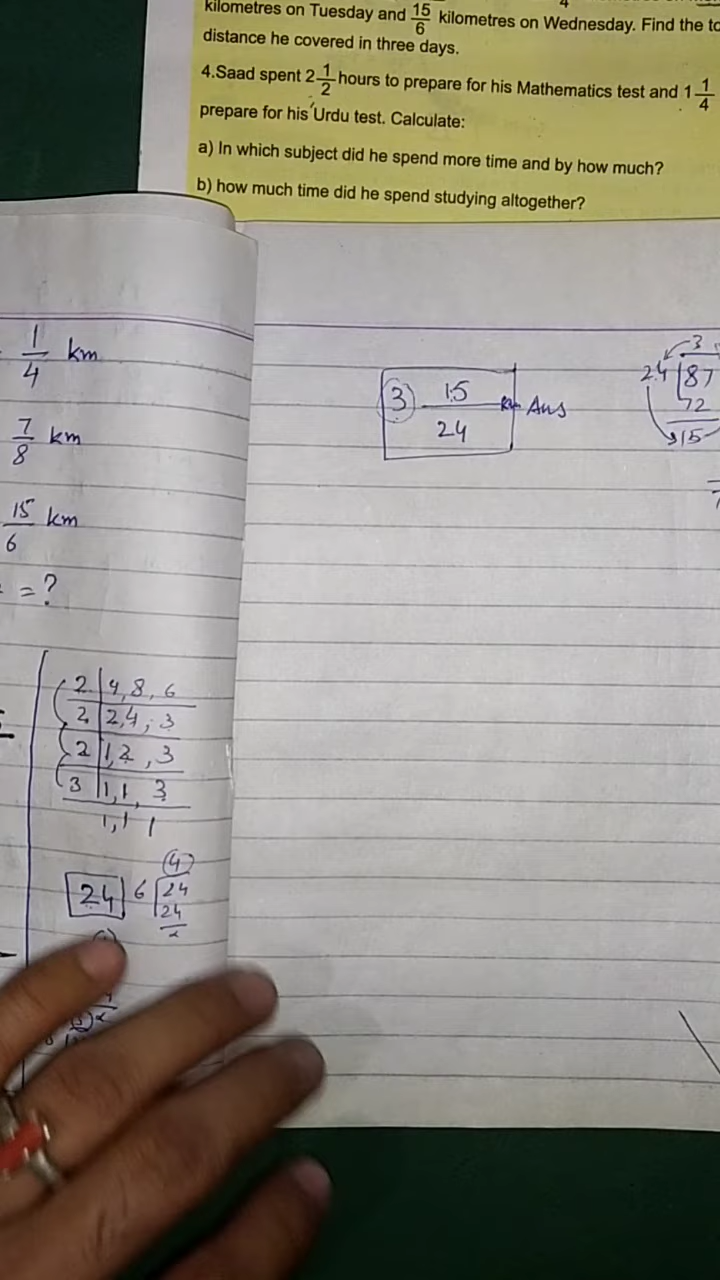 kilometres on Tuesday and 15/6 kilometres on Wednesday. Find the
distance he covered in three days.
4.Saad spent 2 1/2 hours to prepare for his Mathematics test and 1 1/4
prepare for his Urdu test. Calculate:
a) In which subject did he spend more time and by how much?
b) how much time did he spend studying altogether?
1/4 km
7/8 km
15/6 km
= ?
2 | 4, 8, 6
2 | 2, 4, 3
2 | 1, 2, 3
3 | 1, 1, 3
1, 1 1
4
24 6 24
24
x
3 15/24 km Ans
3
24 87
72
15